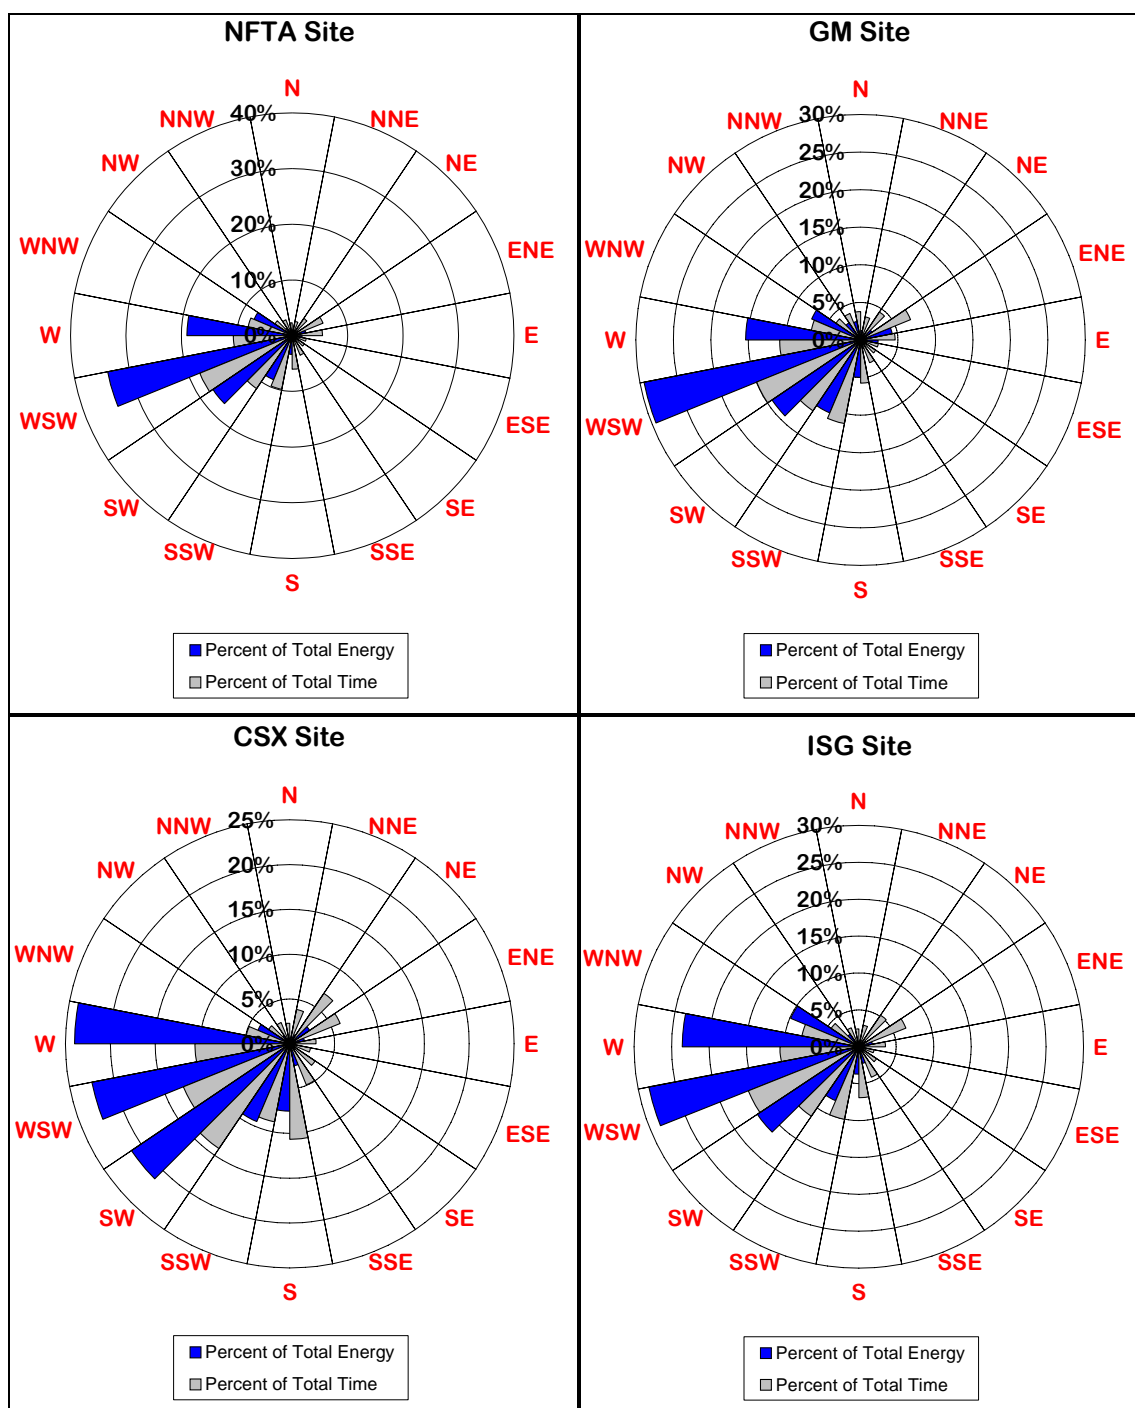 NFTA Site
N
NNE
NE
ENE
E
ESE
SE
SSE
S
SSW
SW
WSW
W
WNW
NW
NNW
40%
30%
20%
10%
0%
Percent of Total Energy
Percent of Total Time
GM Site
N
NNE
NE
ENE
E
ESE
SE
SSE
S
SSW
SW
WSW
W
WNW
NW
NNW
30%
25%
20%
15%
10%
5%
0%
Percent of Total Energy
Percent of Total Time
CSX Site
N
NNE
NE
ENE
E
ESE
SE
SSE
S
SSW
SW
WSW
W
WNW
NW
NNW
25%
20%
15%
10%
5%
0%
Percent of Total Energy
Percent of Total Time
ISG Site
N
NNE
NE
ENE
E
ESE
SE
SSE
S
SSW
SW
WSW
W
WNW
NW
NNW
30%
25%
20%
15%
10%
5%
0%
Percent of Total Energy
Percent of Total Time